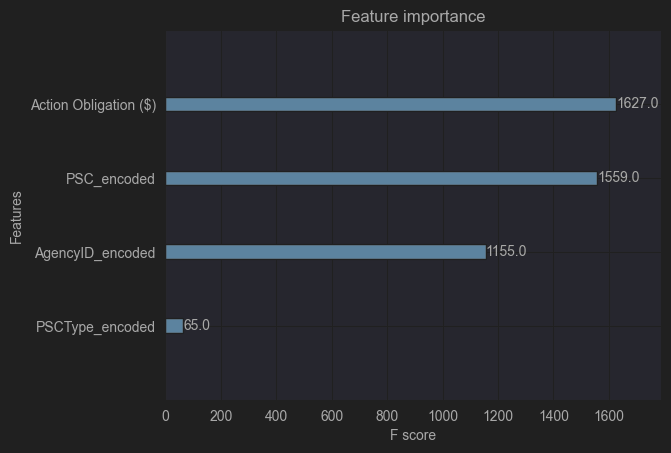 Feature importance
Features
Action Obligation ($)
1627.0
PSC_encoded
1559.0
AgencyID_encoded
1155.0
PSCType_encoded
65.0
0 200 400 600 800 1000 1200 1400 1600
F score